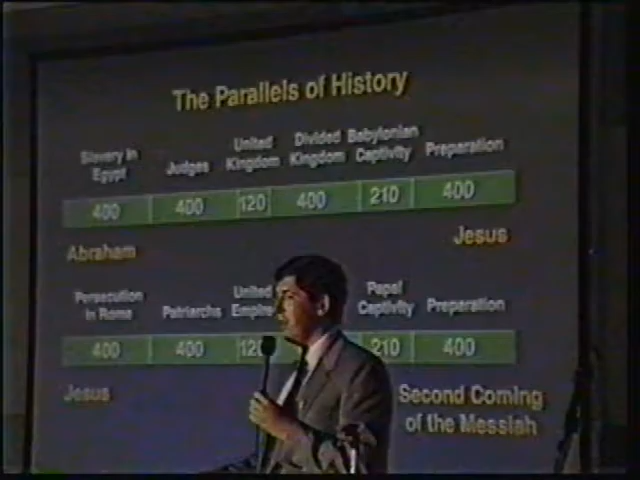 The Parallels of History
Slavery in Egypt
Judges
United Kingdom
Divided Kingdom
Babylonian Captivity
Preparation
400 400 120 400 210 400
Abraham
Jesus
Persecution in Rome
Patriarchs
United Empire
Papal Captivity
Preparation
400 400 120 210 400
Jesus
Second Coming
of the Messiah